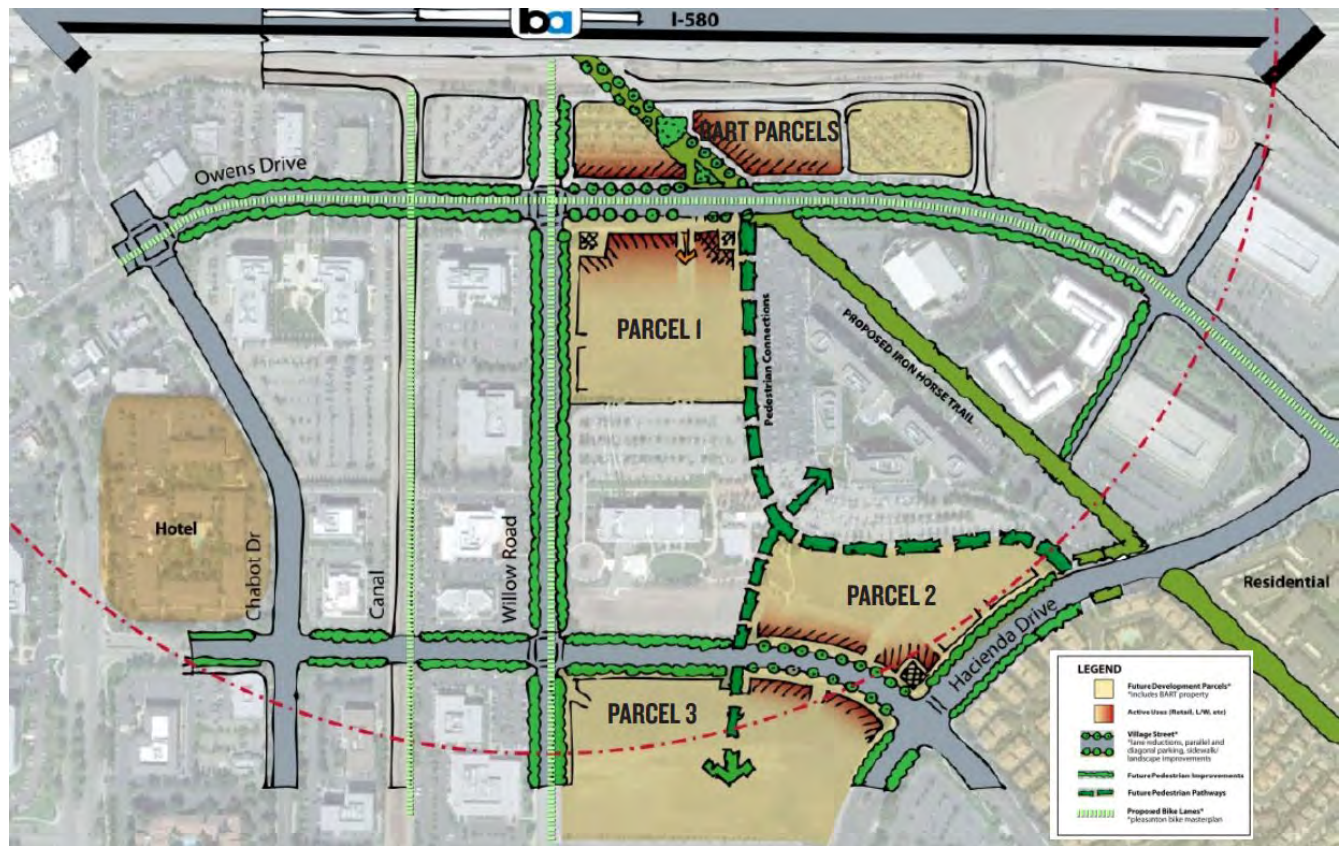 ba
I-580
BART PARCELS
Owens Drive
PARCEL 1
Pedestrian Connections
PROPOSED IRON HORSE TRAIL
Hotel
Chabot Dr
Canal
Willow Road
PARCEL 2
Hacienda Drive
Residential
PARCEL 3
LEGEND
Future Development Parcels*
*includes BART property
Active Uses (Retail, L/W, etc)
Village Street*
*lane reductions, parallel and
diagonal parking, sidewalk/
landscape improvements
Future Pedestrian Improvements
Future Pedestrian Pathways
Proposed Bike Lanes*
*pleasanton bike masterplan